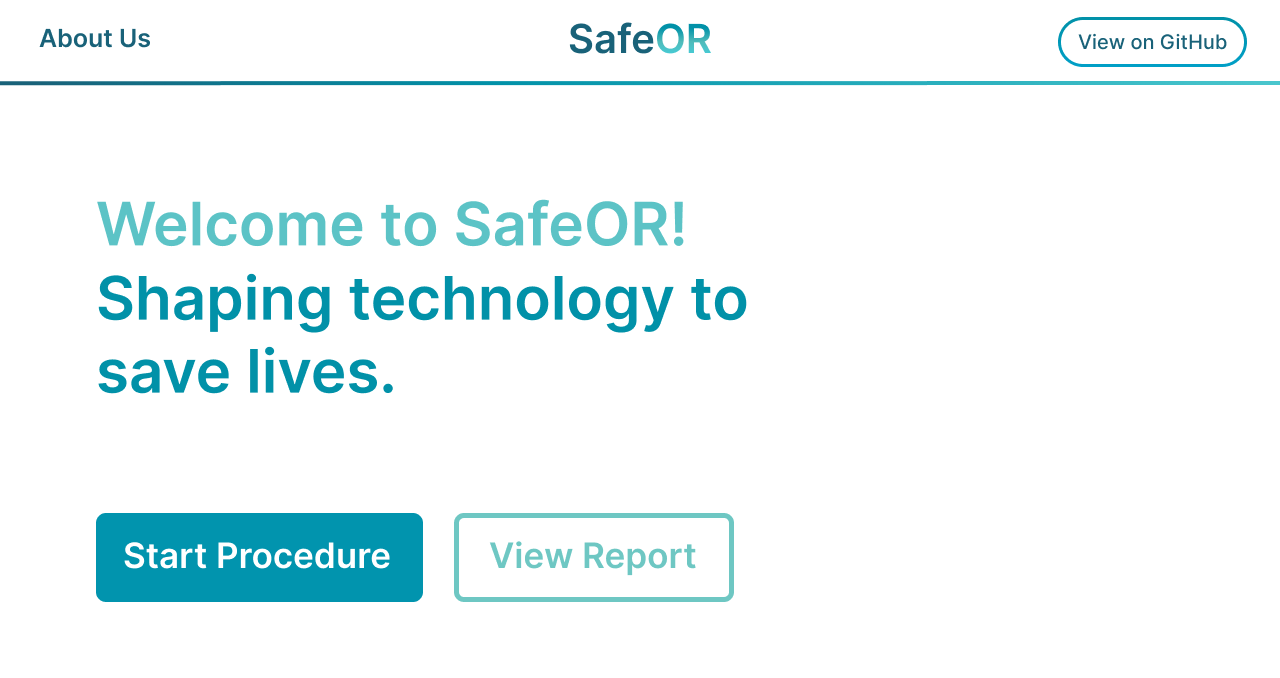 About Us
SafeOR
View on GitHub
Welcome to SafeOR!
Shaping technology to
save lives.
Start Procedure
View Report